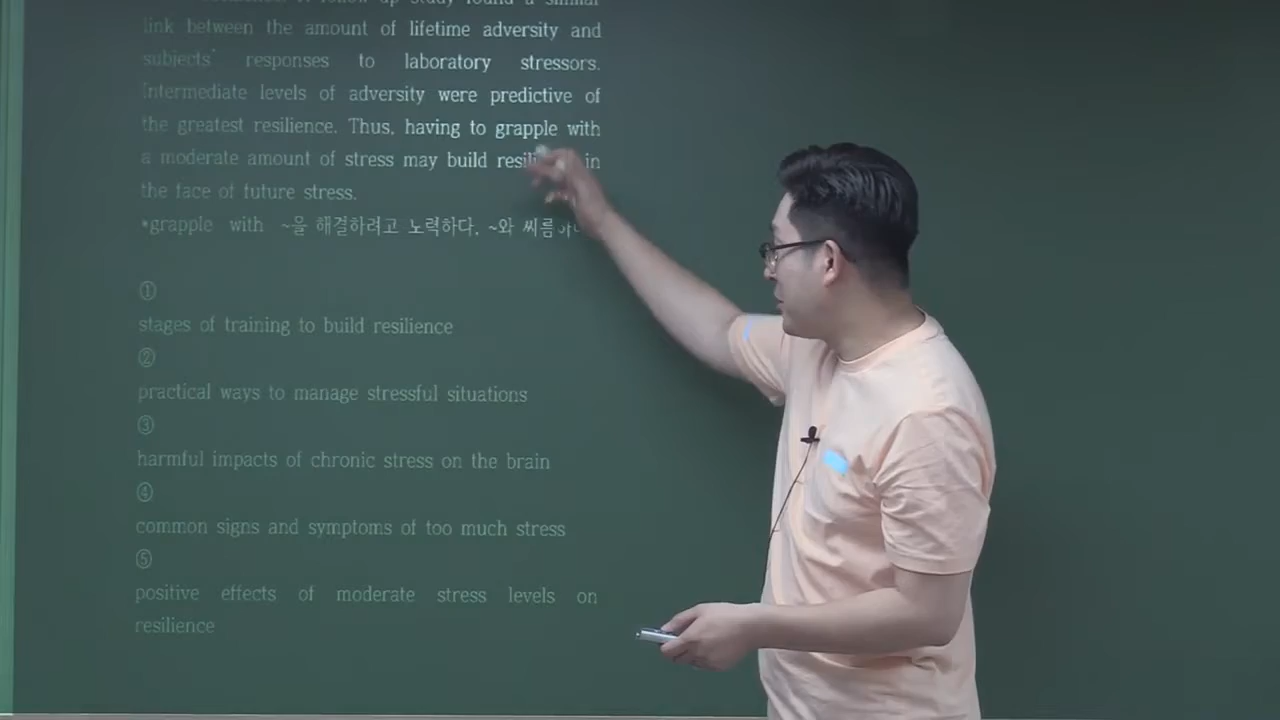 link between the amount of lifetime adversity and
subjects' responses to laboratory stressors.
Intermediate levels of adversity were predictive of
the greatest resilience. Thus, having to grapple with
a moderate amount of stress may build in
the face of future stress.
*grapple with ~을 해결하려고 노력하다, ~와
①
stages of training to build resilience
②
practical ways to manage stressful situations
③
harmful impacts of chronic stress on the brain
④
common signs and symptoms of too much stress
⑤
positive effects of moderate stress levels on
resilience